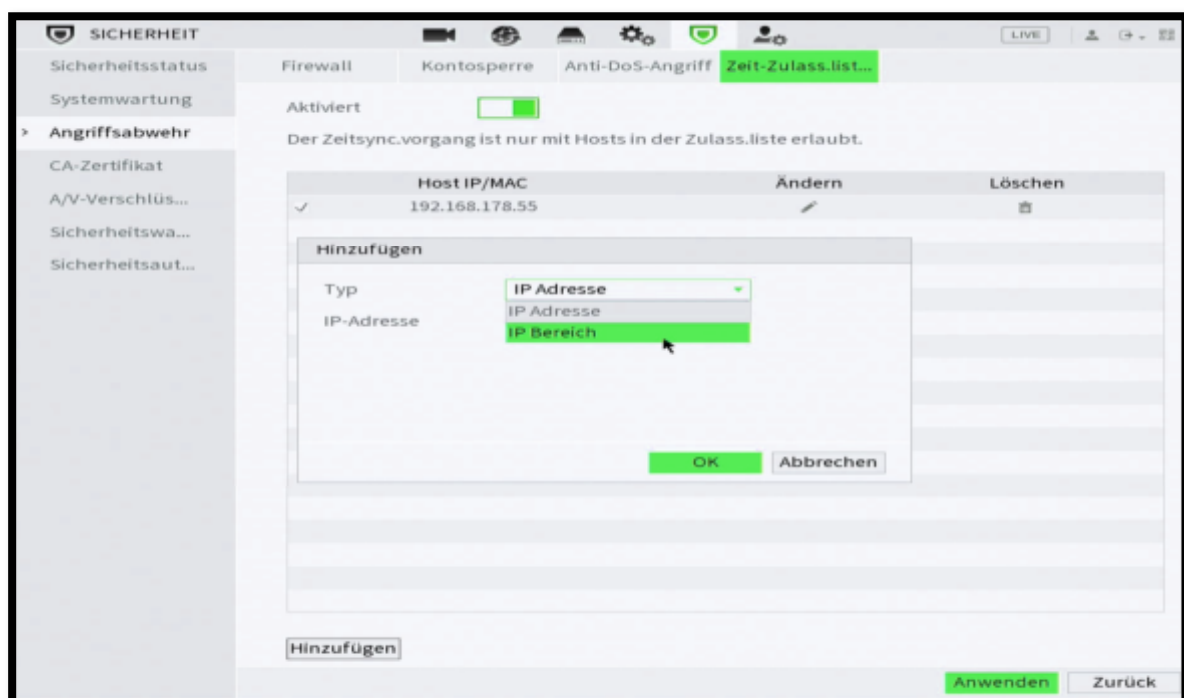 SICHERHEIT
LIVE
Sicherheitsstatus
Systemwartung
Angriffsabwehr
CA-Zertifikat
A/V-Verschlüs...
Sicherheitswa...
Sicherheitsaut...
Firewall Kontosperre Anti-DoS-Angriff Zeit-Zulass.list...
Aktiviert
Der Zeitsync.vorgang ist nur mit Hosts in der Zulass.liste erlaubt.
Host IP/MAC Ändern Löschen
192.168.178.55
Hinzufügen
Typ IP Adresse
IP Adresse
IP-Adresse
IP Bereich
OK Abbrechen
Hinzufügen
Anwenden Zurück